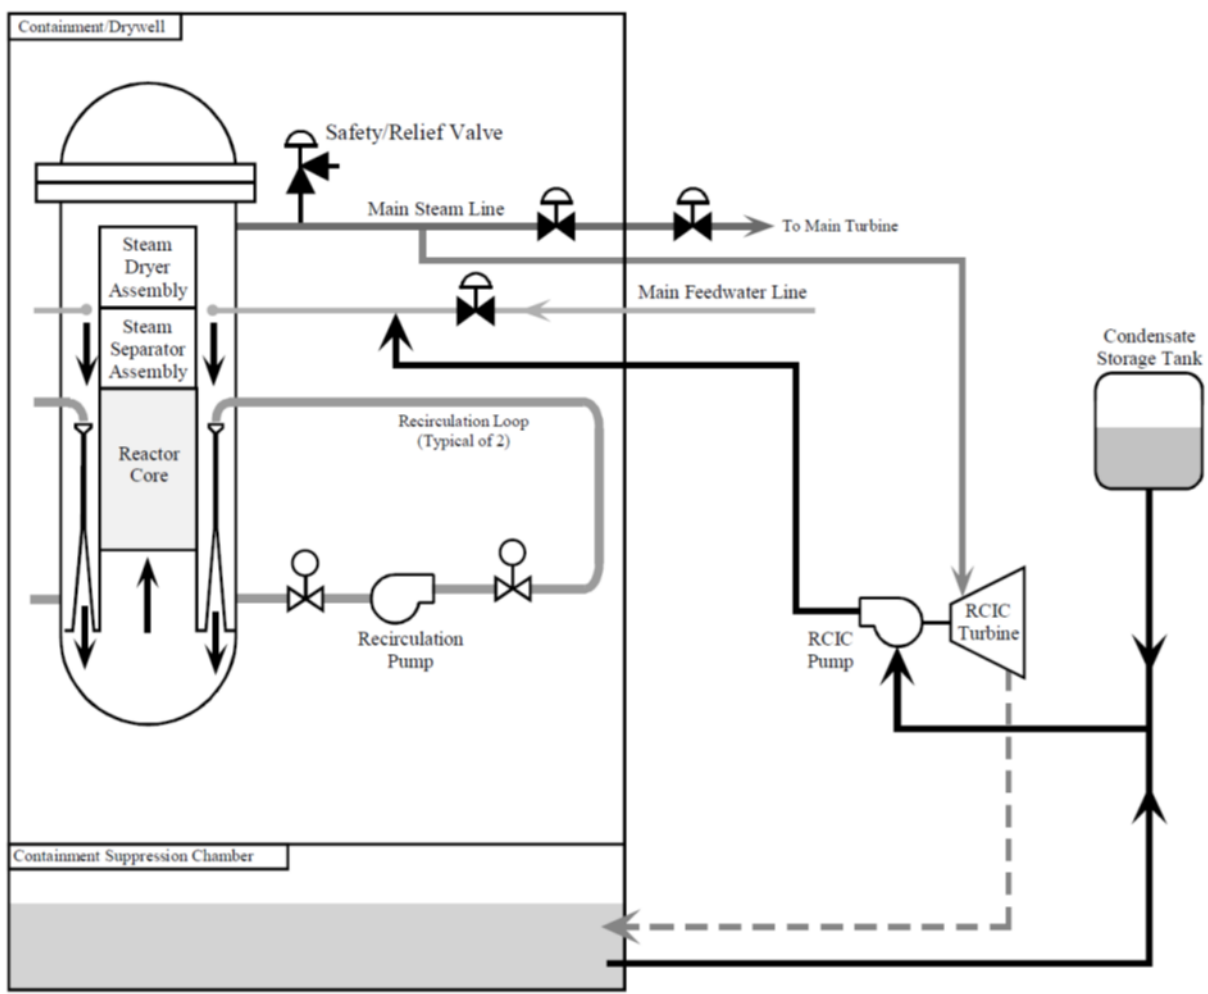 Containment/Drywell
Safety/Relief Valve
Main Steam Line
To Main Turbine
Steam
Dryer
Assembly
Main Feedwater Line
Steam
Separator
Assembly
Condensate
Storage Tank
Recirculation Loop
(Typical of 2)
Reactor
Core
RCIC
Turbine
Recirculation
Pump
RCIC
Pump
Containment Suppression Chamber